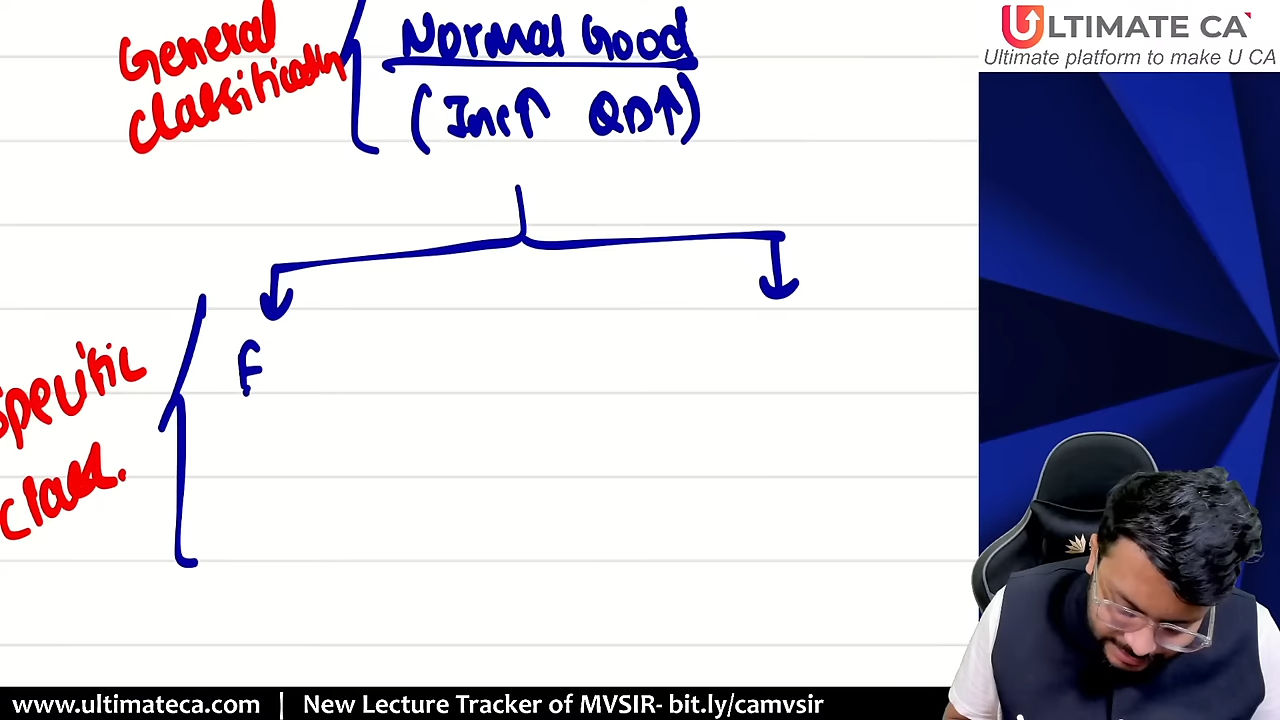 General
classification
Normal Good
(Inc↑ QD↑)
F
Specific
class.
ULTIMATE CA
Ultimate platform to make U CA
www.ultimateca.com | New Lecture Tracker of MVSIR- bit.ly/camvsir